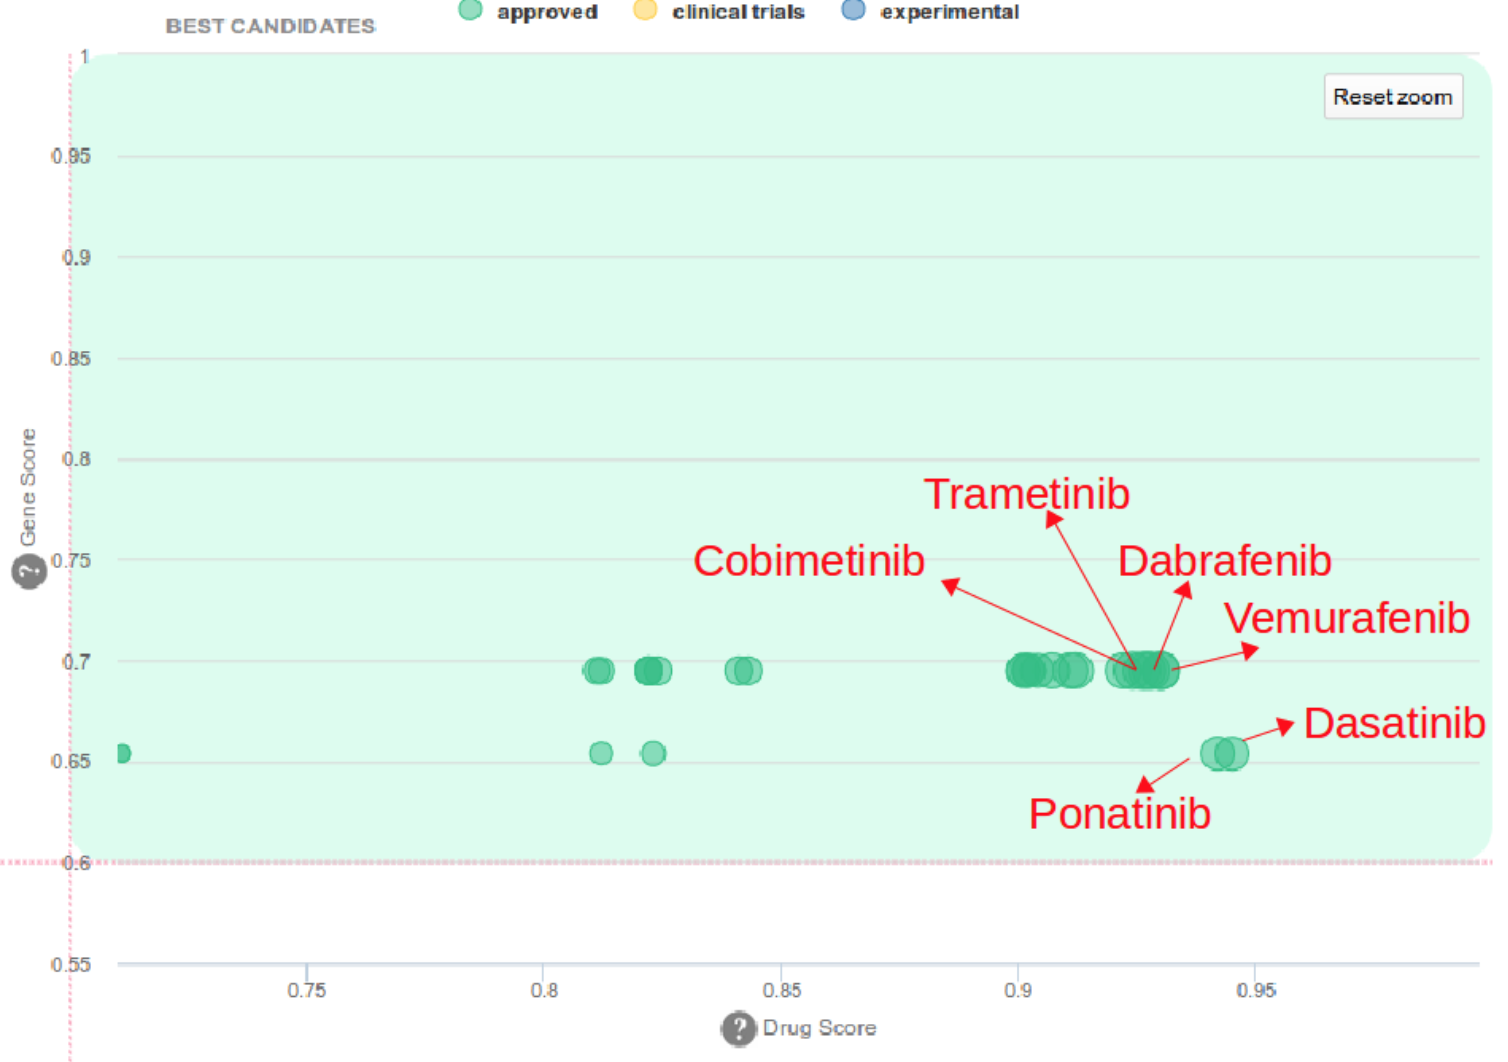 approved clinical trials experimental
BEST CANDIDATES
1
Reset zoom
0.95
0.9
0.85
0.8
Trametinib
Cobimetinib
Dabrafenib
0.75
Vemurafenib
0.7
Dasatinib
0.65
Ponatinib
0.6
0.55
Gene Score
?
0.75 0.8 0.85 0.9 0.95
? Drug Score